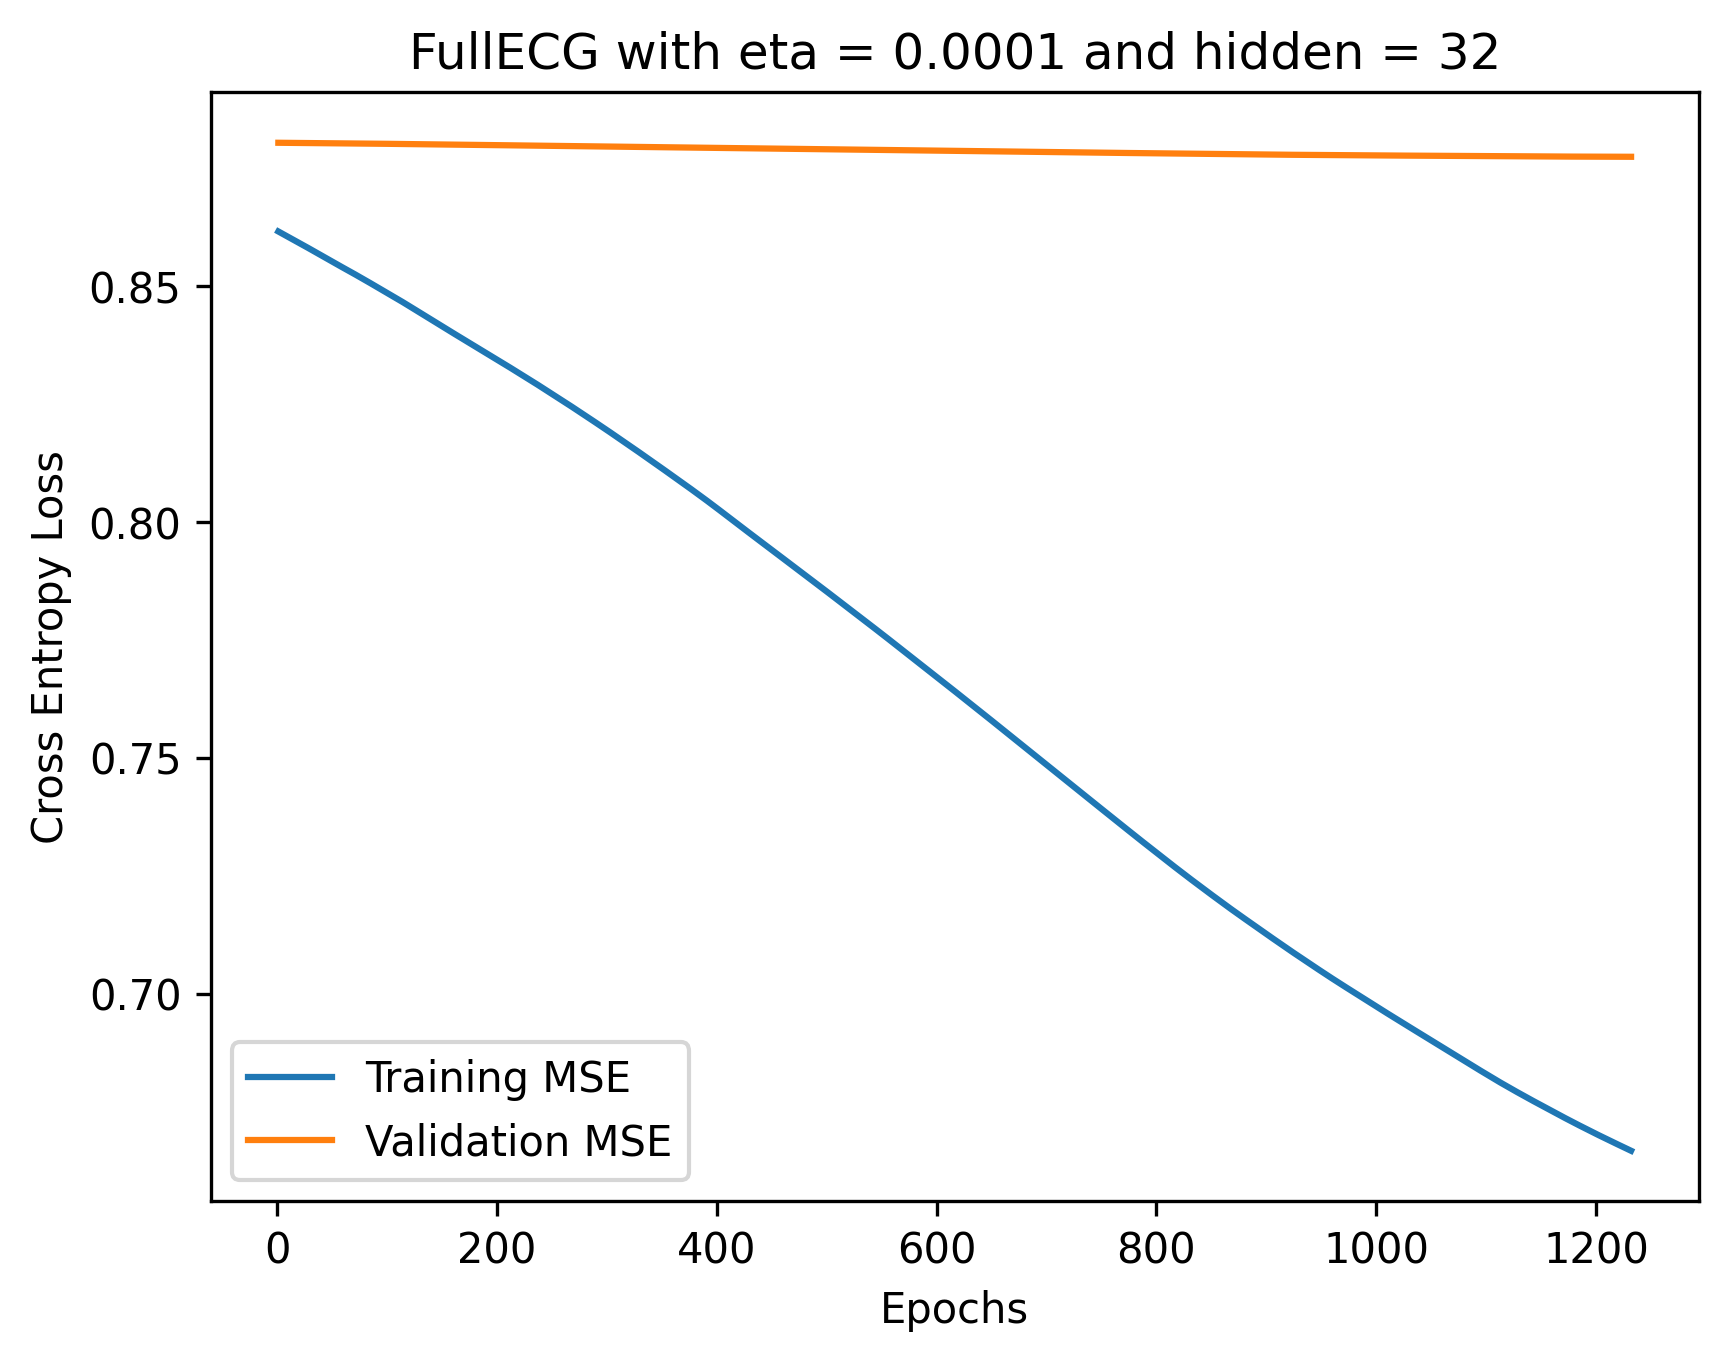 FullECG with eta = 0.0001 and hidden = 32
Cross Entropy Loss
0.85
0.80
0.75
0.70
Training MSE
Validation MSE
0 200 400 600 800 1000 1200
Epochs